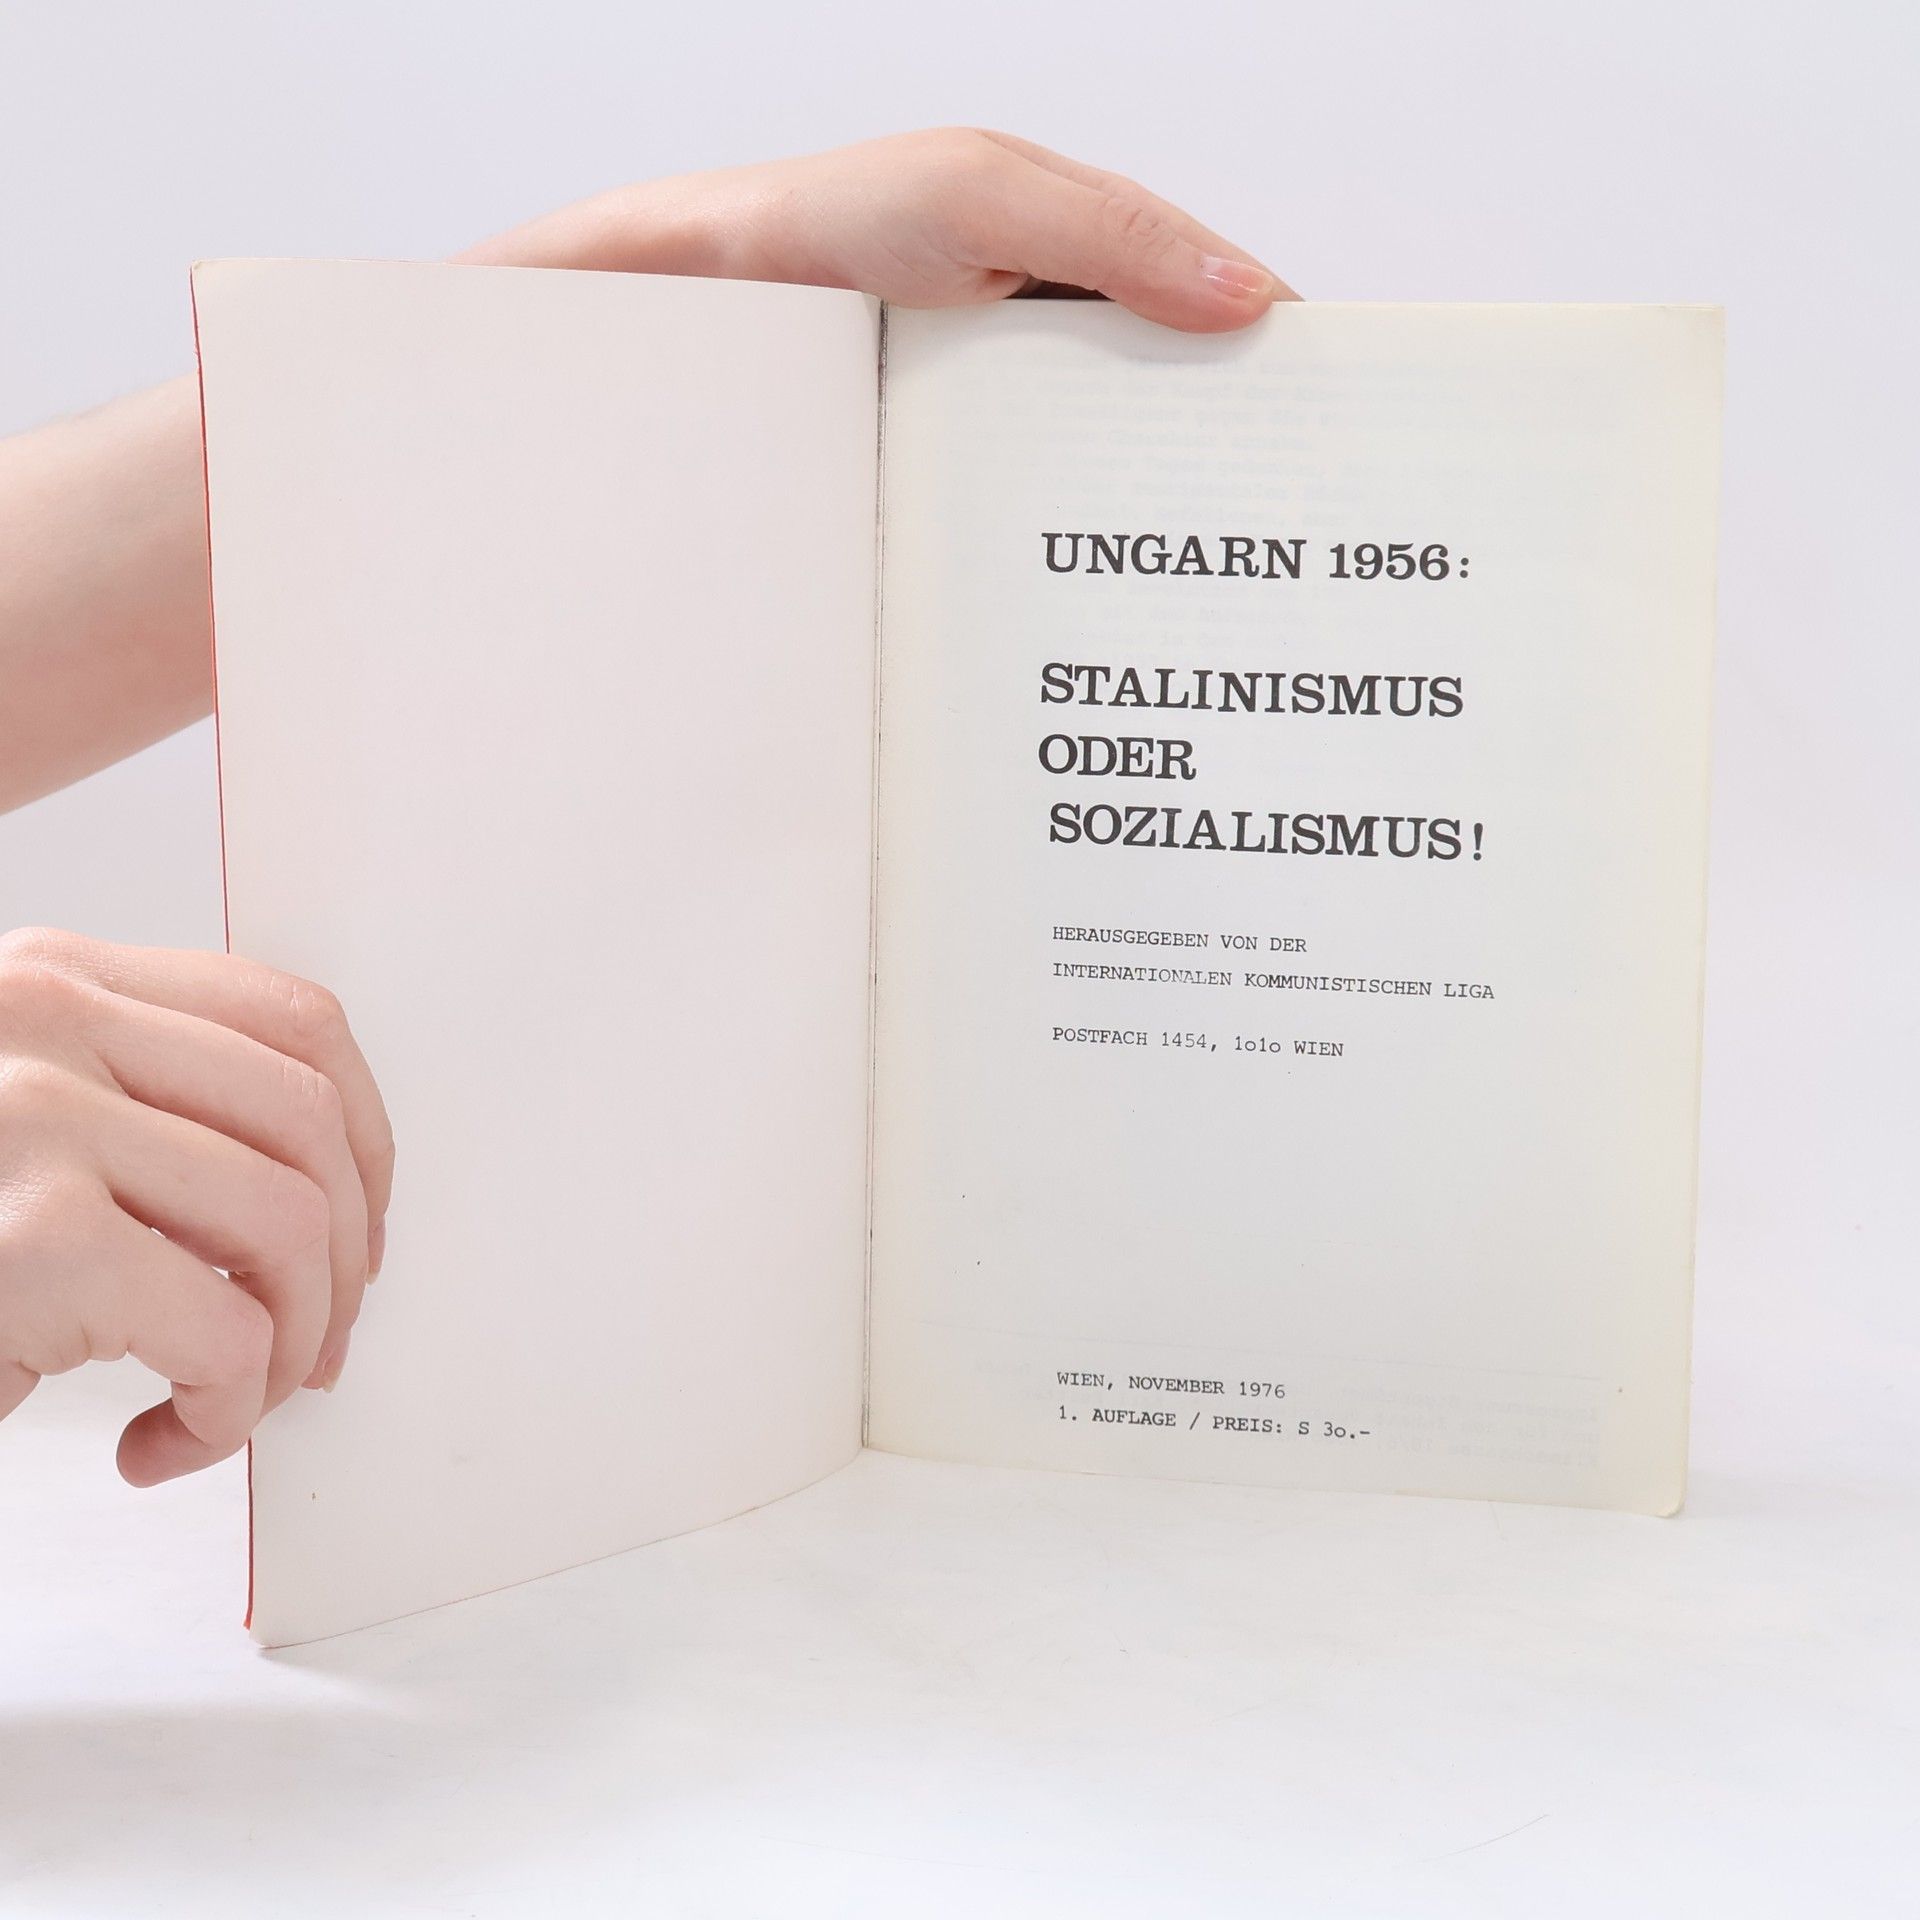 UNGARN 1956:
STALINISMUS
ODER
SOZIALISMUS!
HERAUSGEGEBEN VON DER
INTERNATIONALEN KOMMUNISTISCHEN LIGA
POSTFACH 1454, 1o1o WIEN
WIEN, NOVEMBER 1976
1. AUFLAGE / PREIS: S 3o.-